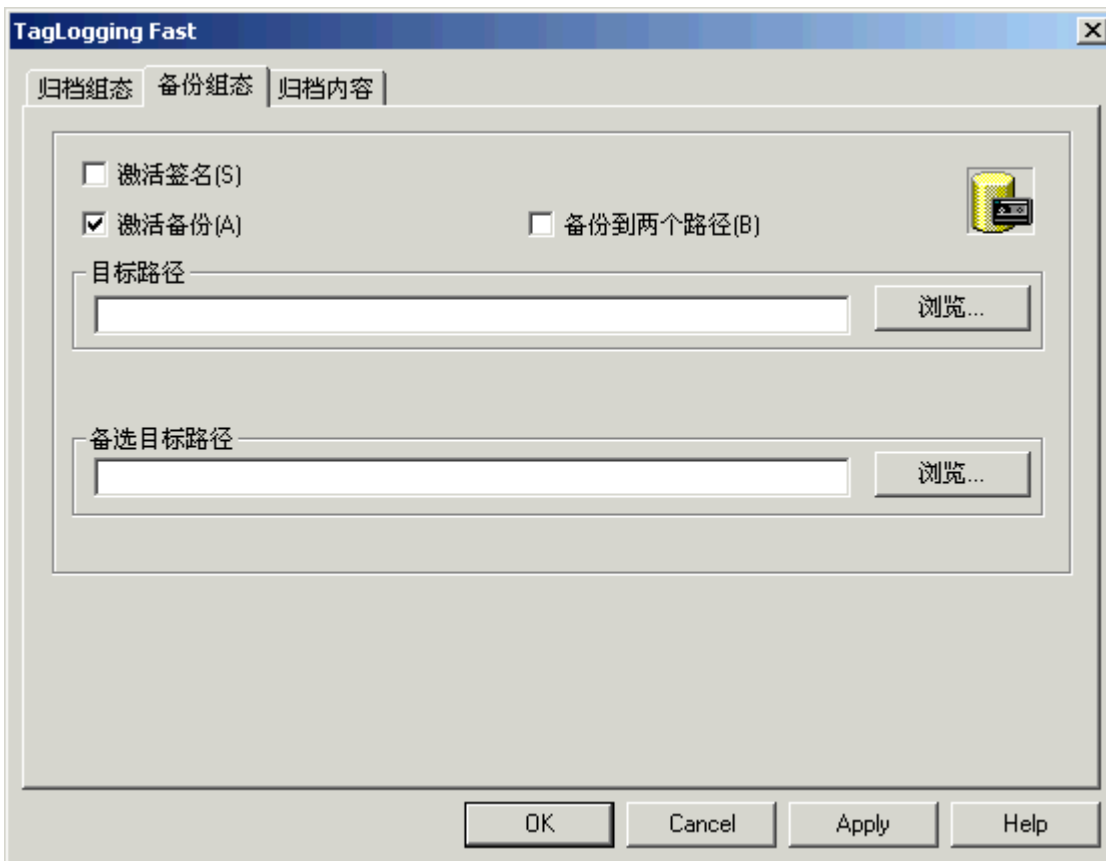 TagLogging Fast
归档组态 备份组态 归档内容
激活签名(S)
激活备份(A) 备份到两个路径(B)
目标路径
浏览...
备选目标路径
浏览...
OK Cancel Apply Help